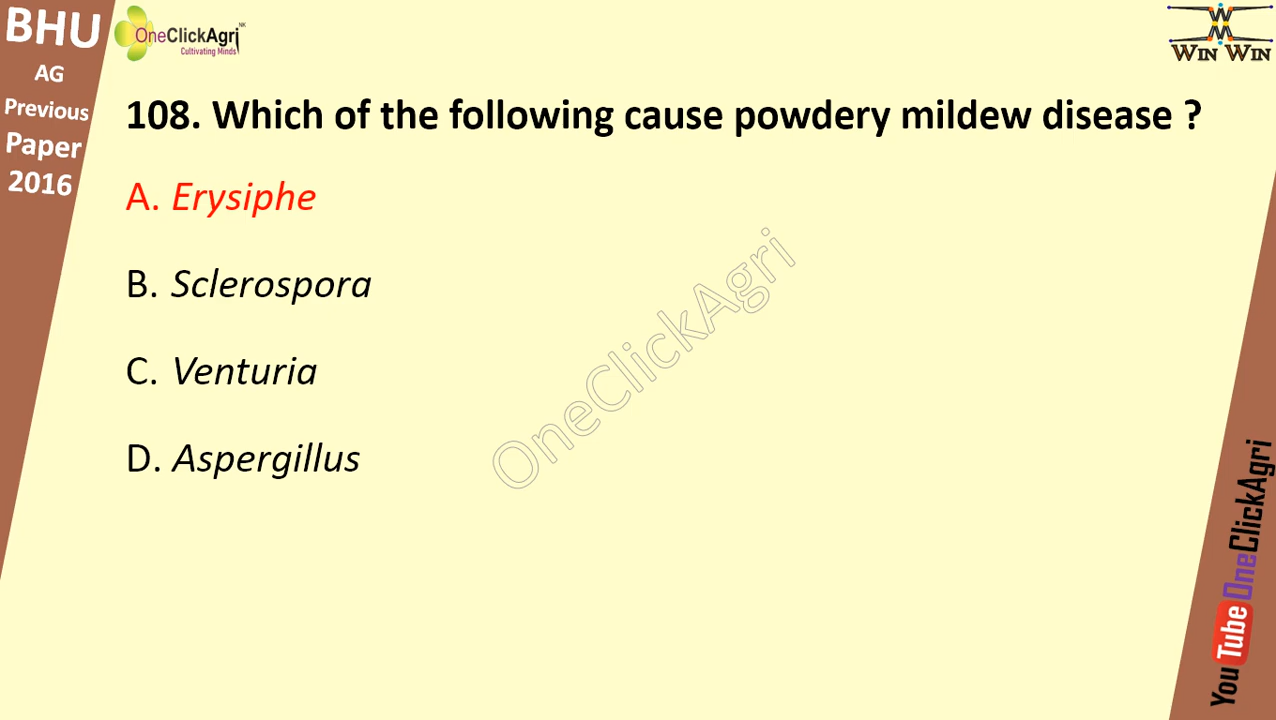 BHU
AG
Previous
Paper
2016
OneClickAgri NK
Cultivating Minds
WIN WIN
108. Which of the following cause powdery mildew disease ?
A. Erysiphe
B. Sclerospora
C. Venturia
D. Aspergillus
OneClickAgri
YouTube OneClickAgri